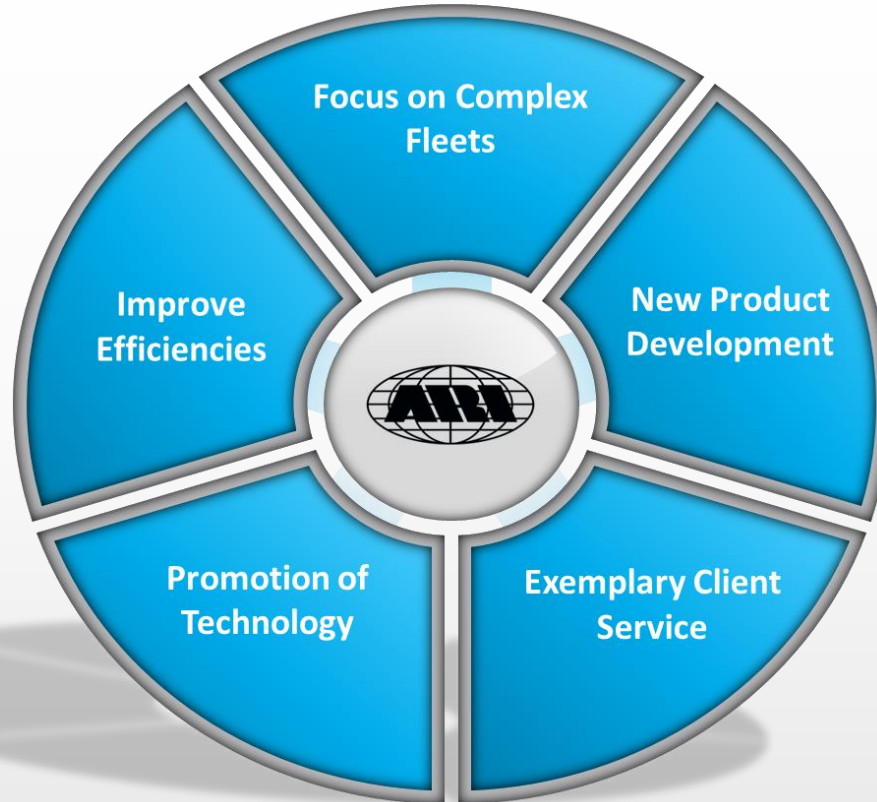 Focus on Complex
Fleets
New Product
Development
Exemplary Client
Service
Promotion of
Technology
Improve
Efficiencies
ARI